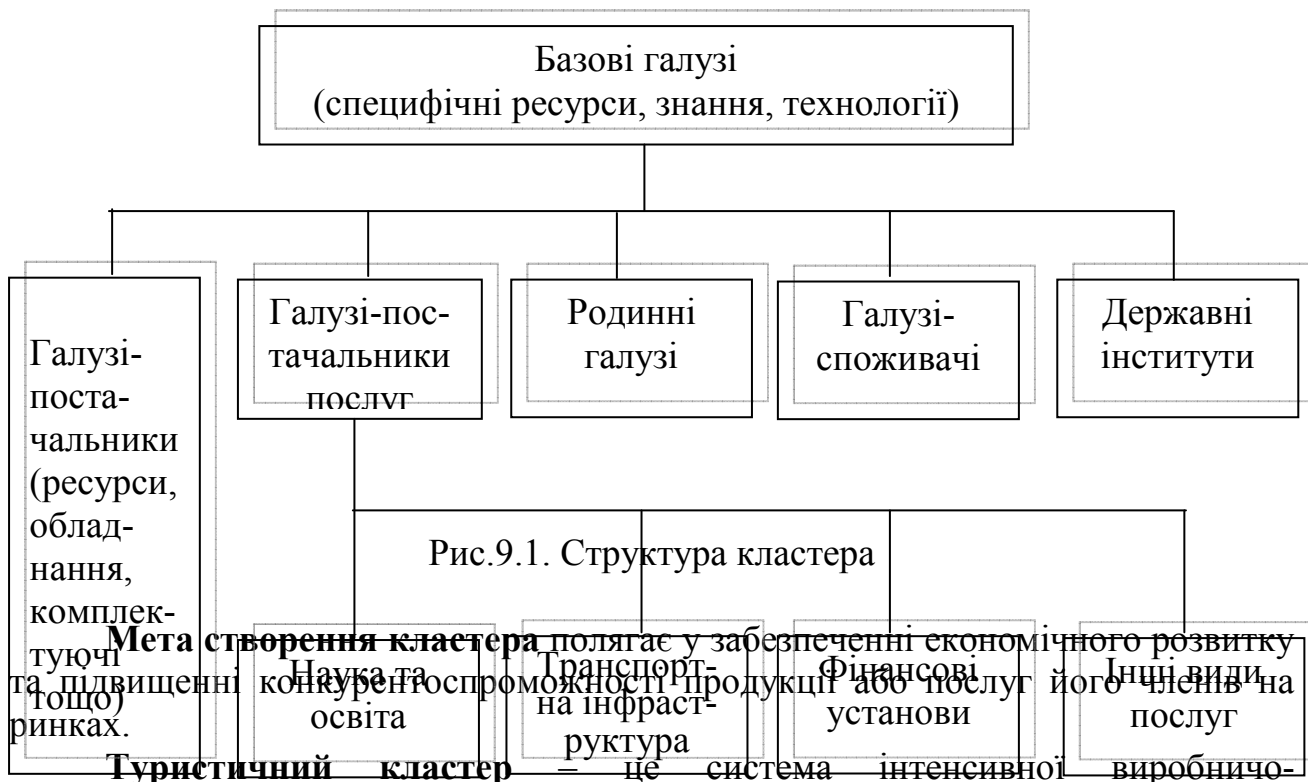 Базові галузі
(специфічні ресурси, знання, технології)
Галузі-
поста-
чальники
(ресурси,
облад-
нання,
комплек-
туючі
тощо)
Галузі-пос-
тачальники
послуг
Родинні
галузі
Галузі-
споживачі
Державні
інститути
Наука та
освіта
Транспорт-
на інфраст-
руктура
Фінансові
установи
Інші види
послуг
Рис.9.1. Структура кластера
Мета створення кластера полягає у забезпеченні економічного розвитку
та підвищенні конкурентоспроможності продукції або послуг його членів на
ринках.
Туристичний кластер – це система інтенсивної виробничо-